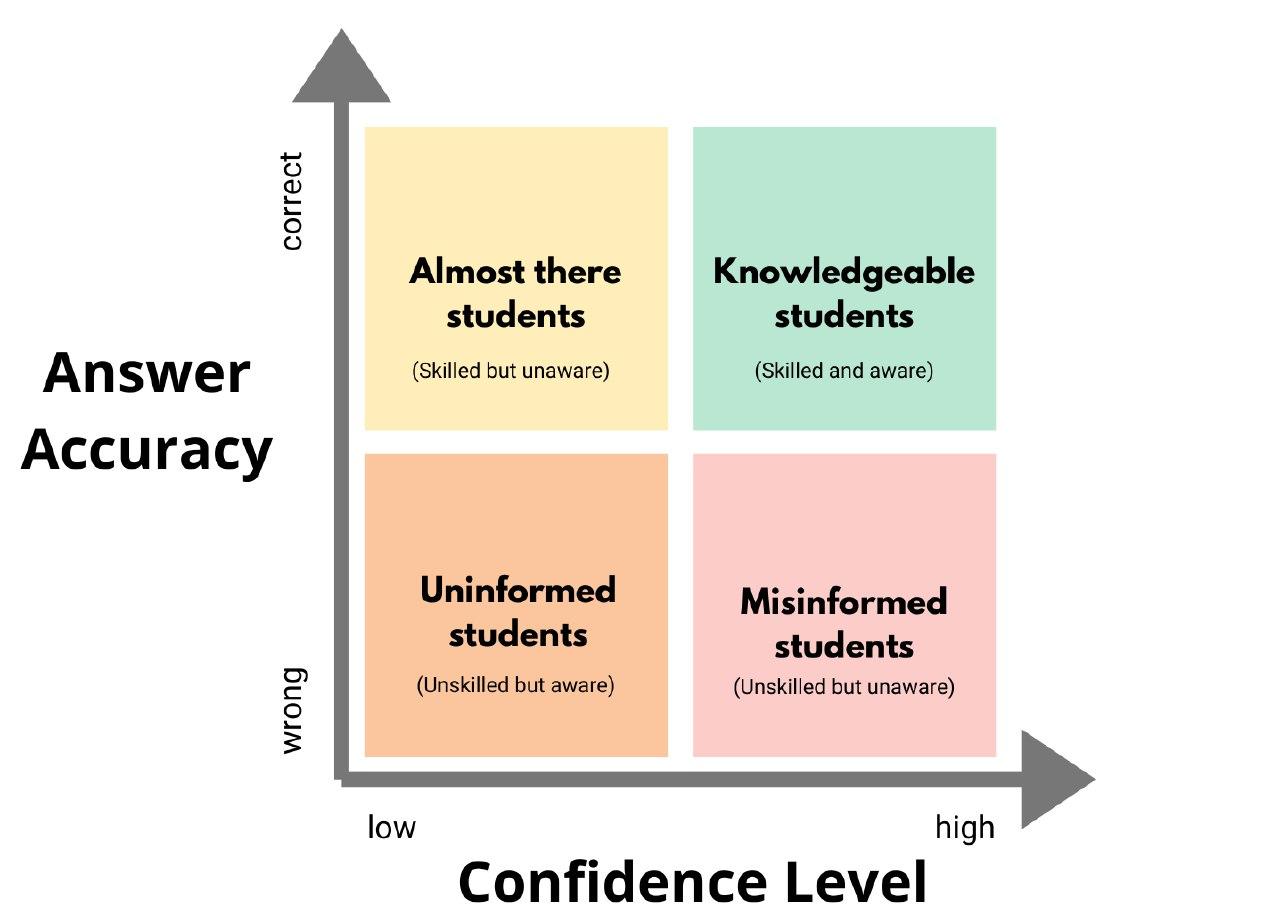 correct
Almost there
students
(Skilled but unaware)
Knowledgeable
students
(Skilled and aware)
Answer
Accuracy
Uninformed
students
(Unskilled but aware)
Misinformed
students
(Unskilled but unaware)
wrong
low
high
Confidence Level